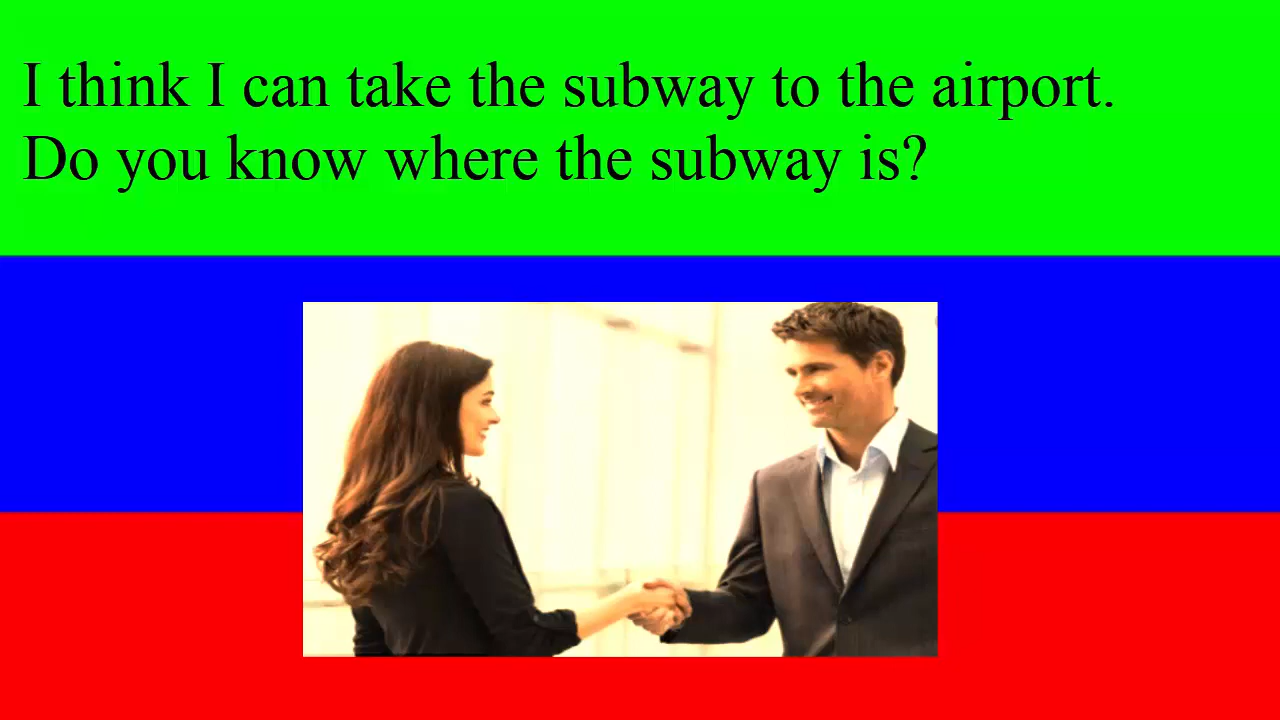 I think I can take the subway to the airport.
Do you know where the subway is?